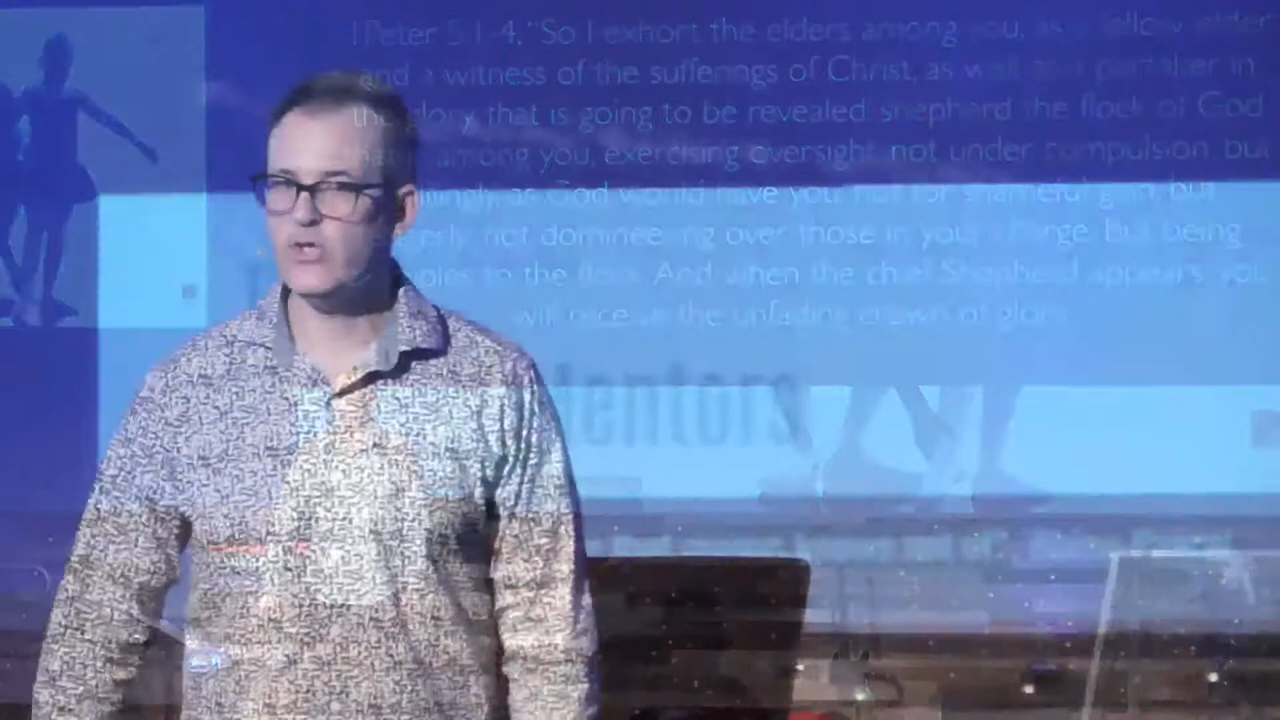 1 Peter 5:1-4, "So I exhort the elders among you, as a fellow elder
and a witness of the sufferings of Christ, as well as a partaker in
the glory that is going to be revealed: shepherd the flock of God
among you, exercising oversight, not under compulsion but
as God would have you; not for shameful gain, but
not domineering over those in your charge, but being
to the flock. And when the chief Shepherd appears, you
will receive the unfading crown of glory
Mentors